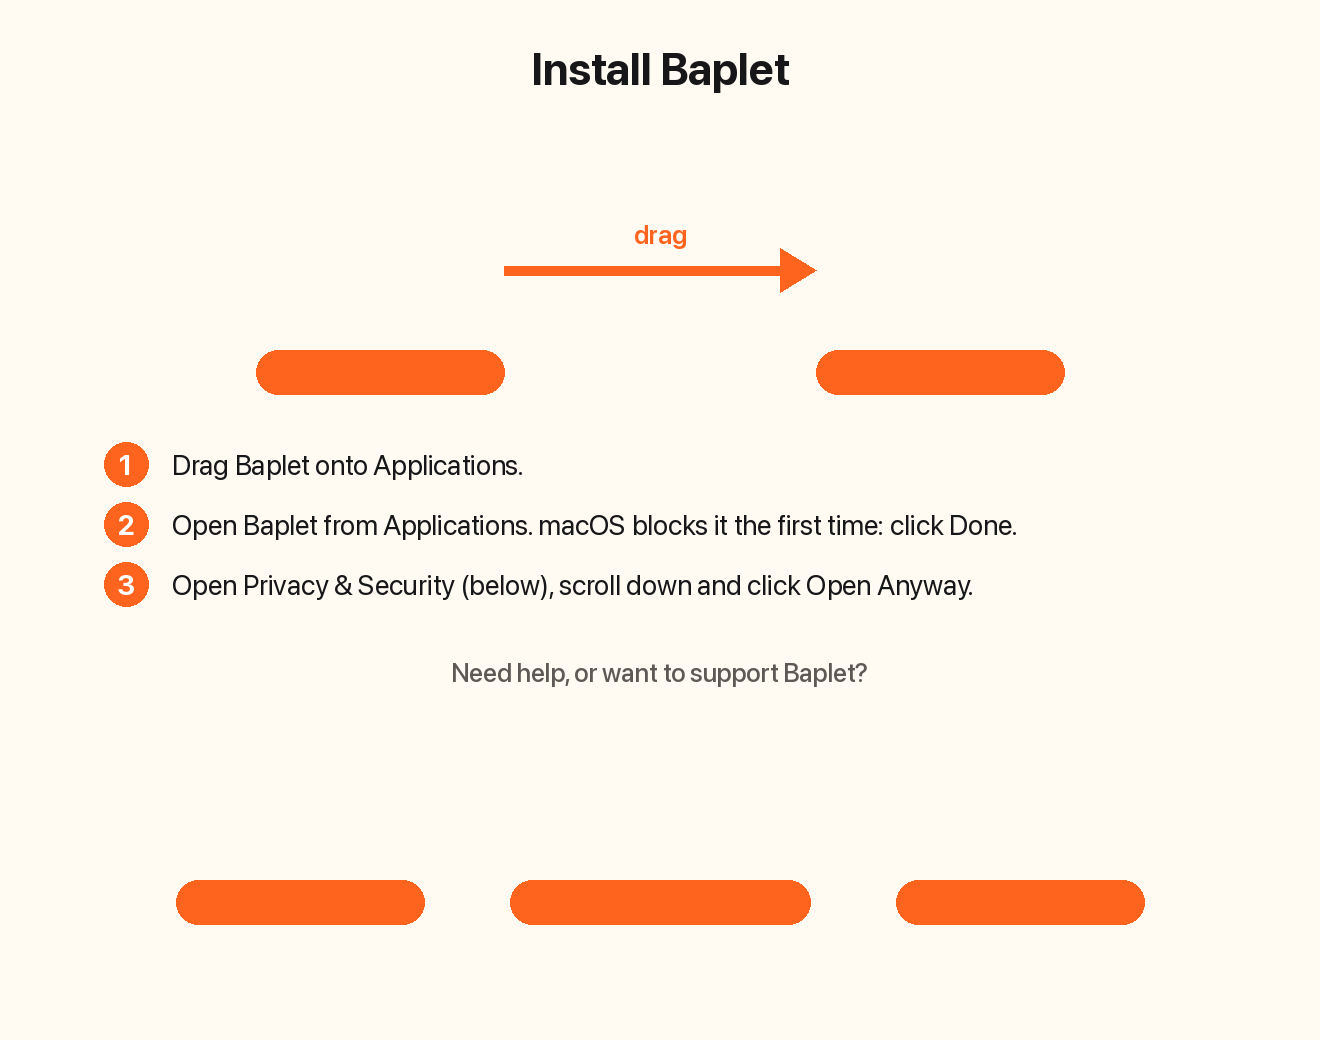 Install Baplet
drag
1 Drag Baplet onto Applications.
2 Open Baplet from Applications. macOS blocks it the first time: click Done.
3 Open Privacy & Security (below), scroll down and click Open Anyway.
Need help, or want to support Baplet?